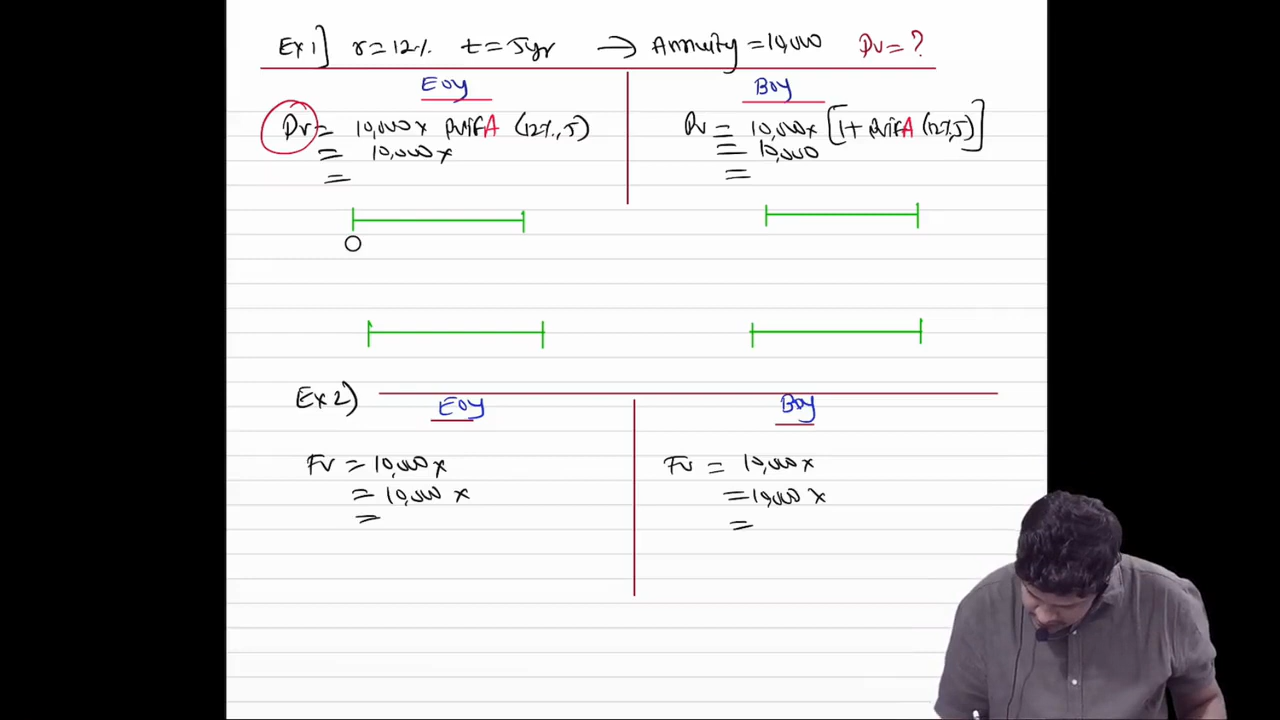 Ex 1] r = 12% t = 5yr → Annuity = 10,000 Pv = ?
Eoy
Pv = 10,000 x pvifA (12%, 5)
= 10,000 x
=
0
Boy
Pv = 10,000 x [1 + pvifA (12%, 5)]
= 10,000
=
Ex 2)
Eoy
Fv = 10,000 x
= 10,000 x
=
Boy
Fv = 10,000 x
= 10,000 x
=